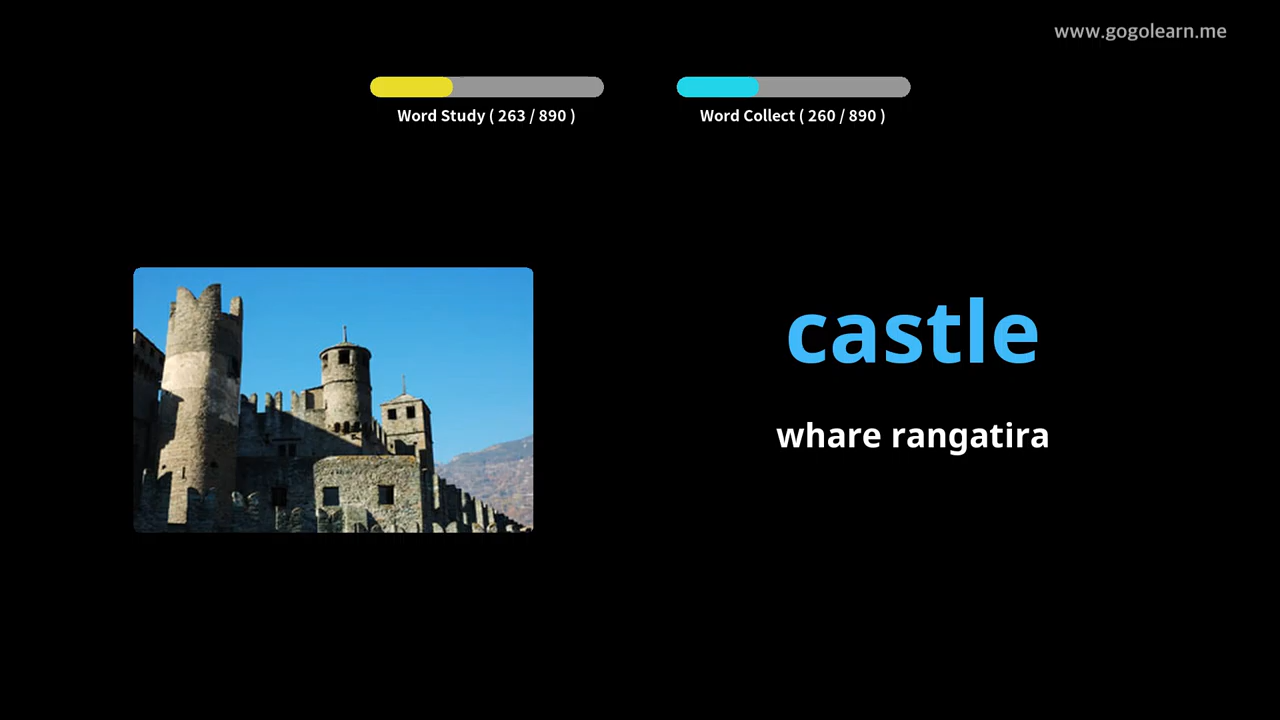 www.gogolearn.me
Word Study ( 263 / 890 )
Word Collect ( 260 / 890 )
castle
whare rangatira